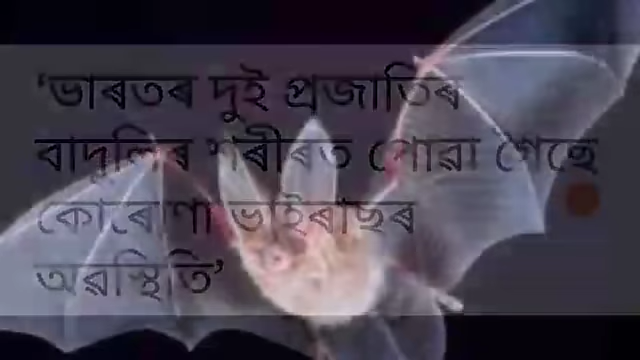 ‘ভাৰতৰ দুই প্ৰজাতিৰ
বাদুলিৰ শৰীৰত পোৱা গৈছে
কোৰোণা ভাইৰাছৰ
অৱস্থিতি’